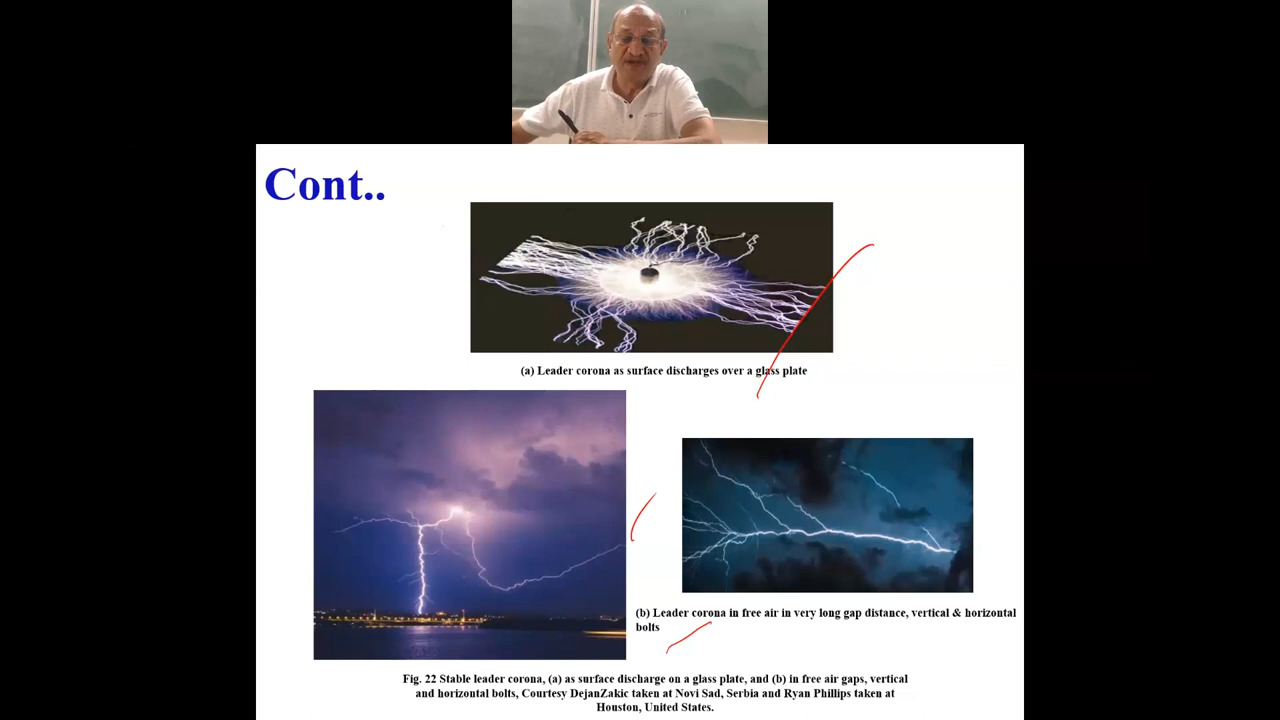 Cont..
(a) Leader corona as surface discharges over a glass plate
(b) Leader corona in free air in very long gap distance, vertical & horizontal
bolts
Fig. 22 Stable leader corona, (a) as surface discharge on a glass plate, and (b) in free air gaps, vertical
and horizontal bolts, Courtesy DejanZakic taken at Novi Sad, Serbia and Ryan Phillips taken at
Houston, United States.